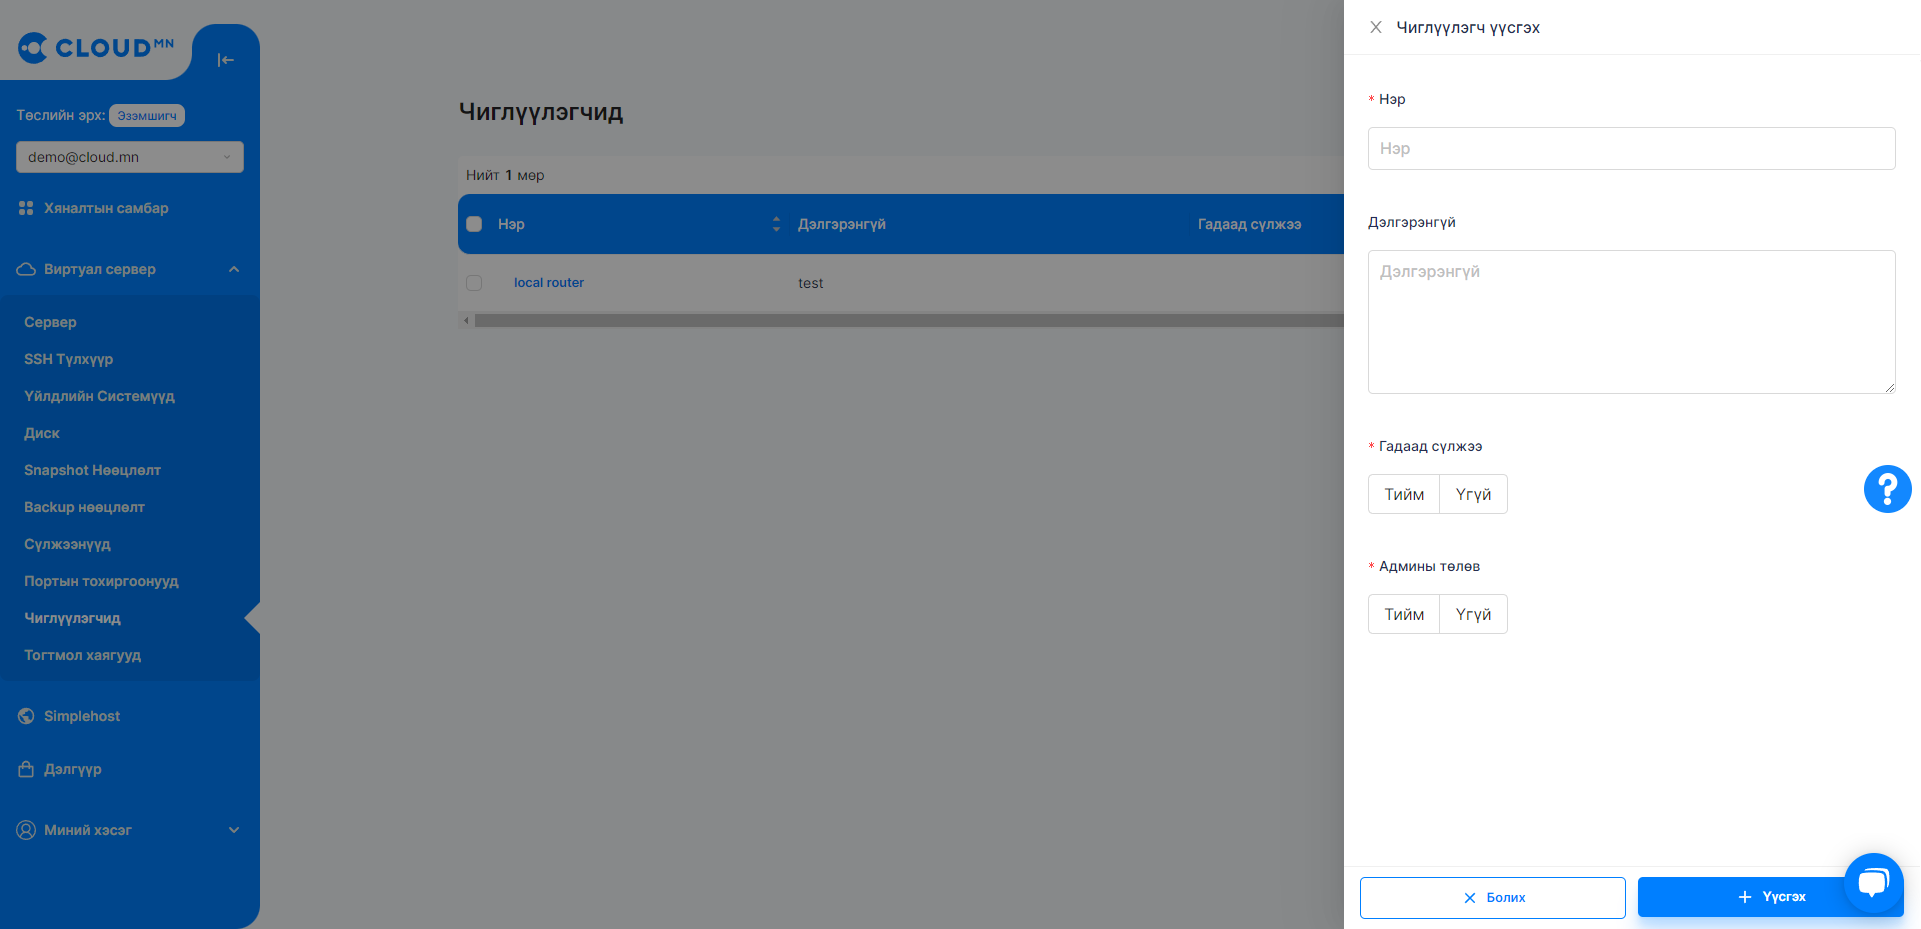 CLOUD MN
Төслийн эрх: Эзэмшигч
demo@cloud.mn
Хяналтын самбар
Виртуал сервер
Сервер
SSH Түлхүүр
Үйлдлийн Системүүд
Диск
Snapshot Нөөцлөлт
Backup нөөцлөлт
Сүлжээнүүд
Портын тохиргоонууд
Чиглүүлэгчид
Тогтмол хаягууд
Simplehost
Дэлгүүр
Миний хэсэг
Чиглүүлэгчид
Нийт 1 мөр
Нэр Дэлгэрэнгүй Гадаад сүлжээ
local router test
Чиглүүлэгч үүсгэх
* Нэр
Нэр
Дэлгэрэнгүй
Дэлгэрэнгүй
* Гадаад сүлжээ
Тийм Үгүй
* Админы төлөв
Тийм Үгүй
Болих Үүсгэх